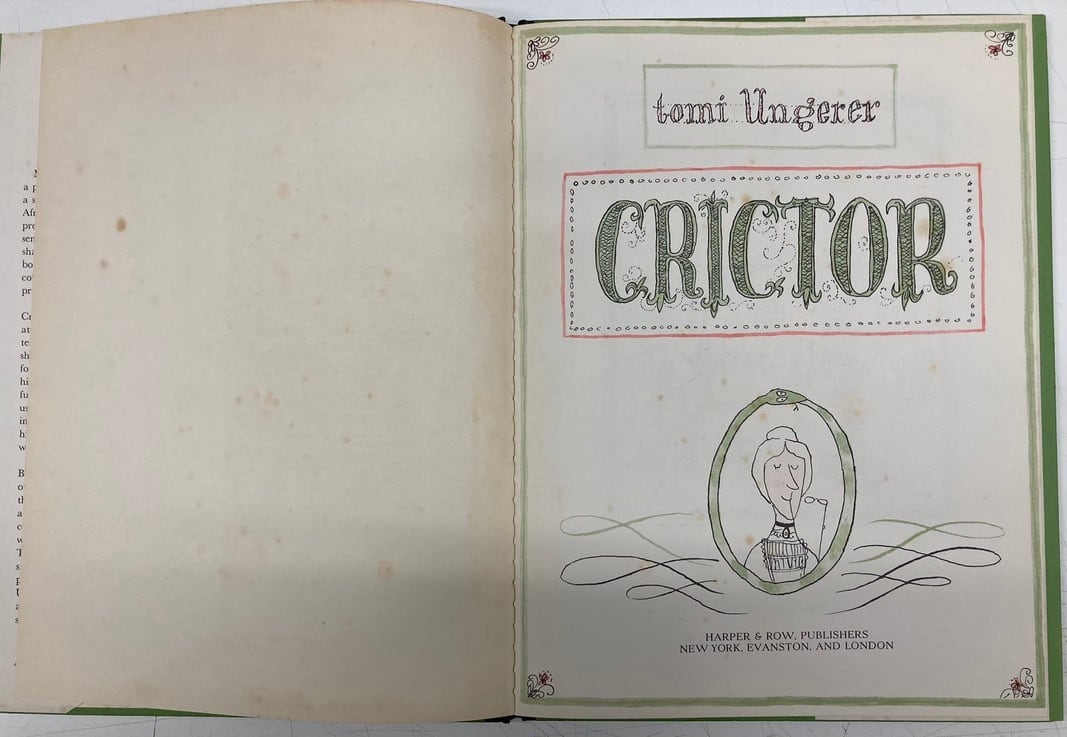 tomi Ungerer
CRICTOR
HARPER & ROW, PUBLISHERS
NEW YORK, EVANSTON, AND LONDON